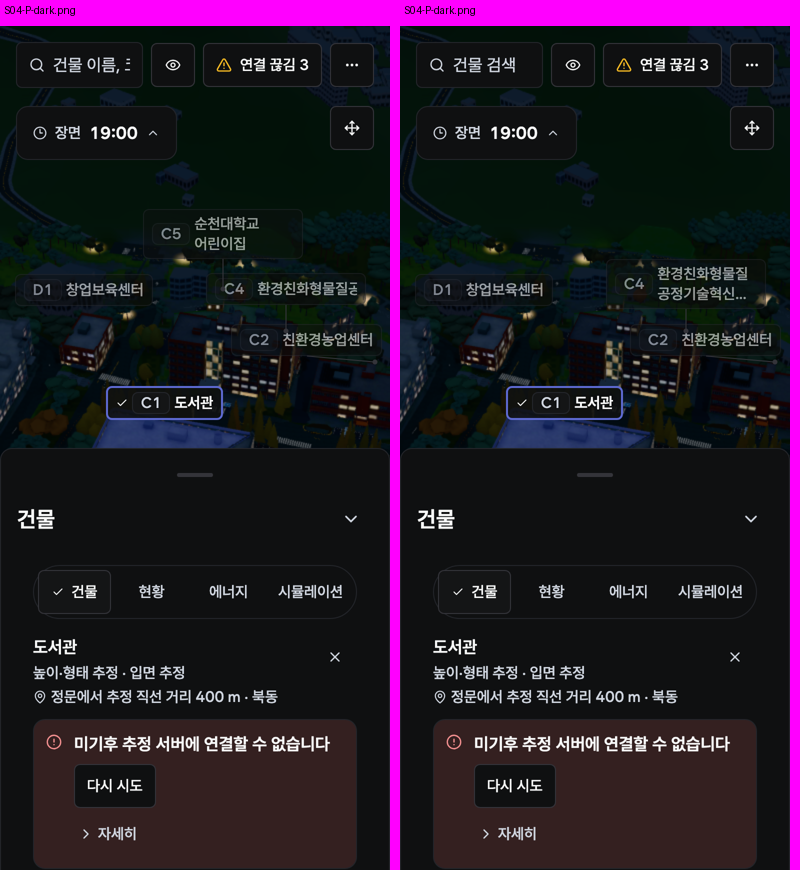 S04-P-dark.png
건물 이름,
연결 끊김 3
장면 19:00
C5 순천대학교
어린이집
D1 창업보육센터
C4 환경친화형물질공
C2 친환경농업센터
C1 도서관
건물
건물 현황 에너지 시뮬레이션
도서관
높이·형태 추정 · 입면 추정
정문에서 추정 직선 거리 400 m · 북동
미기후 추정 서버에 연결할 수 없습니다
다시 시도
자세히
S04-P-dark.png
건물 검색
연결 끊김 3
장면 19:00
D1 창업보육센터
C4 환경친화형물질
공정기술혁신...
C2 친환경농업센터
C1 도서관
건물
건물 현황 에너지 시뮬레이션
도서관
높이·형태 추정 · 입면 추정
정문에서 추정 직선 거리 400 m · 북동
미기후 추정 서버에 연결할 수 없습니다
다시 시도
자세히